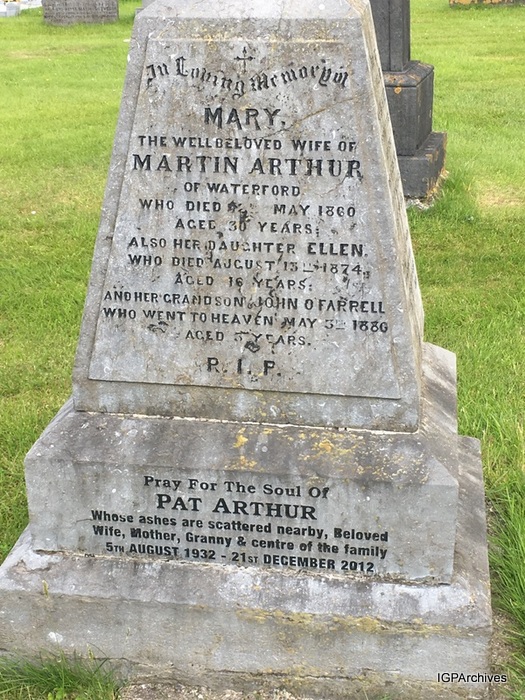 In Loving Memory of
MARY,
THE WELLBELOVED WIFE OF
MARTIN ARTHUR
OF WATERFORD
WHO DIED MAY 1860
AGED 30 YEARS;
ALSO HER DAUGHTER ELLEN,
WHO DIED AUGUST 15TH 1874,
AGED 16 YEARS;
AND HER GRANDSON JOHN O'FARRELL
WHO WENT TO HEAVEN MAY 3RD 1880
AGED YEARS.
R. I. P.
Pray For The Soul Of
PAT ARTHUR
Whose ashes are scattered nearby, Beloved
Wife, Mother, Granny & centre of the family
5TH AUGUST 1932 - 21ST DECEMBER 2012
IGPArchives